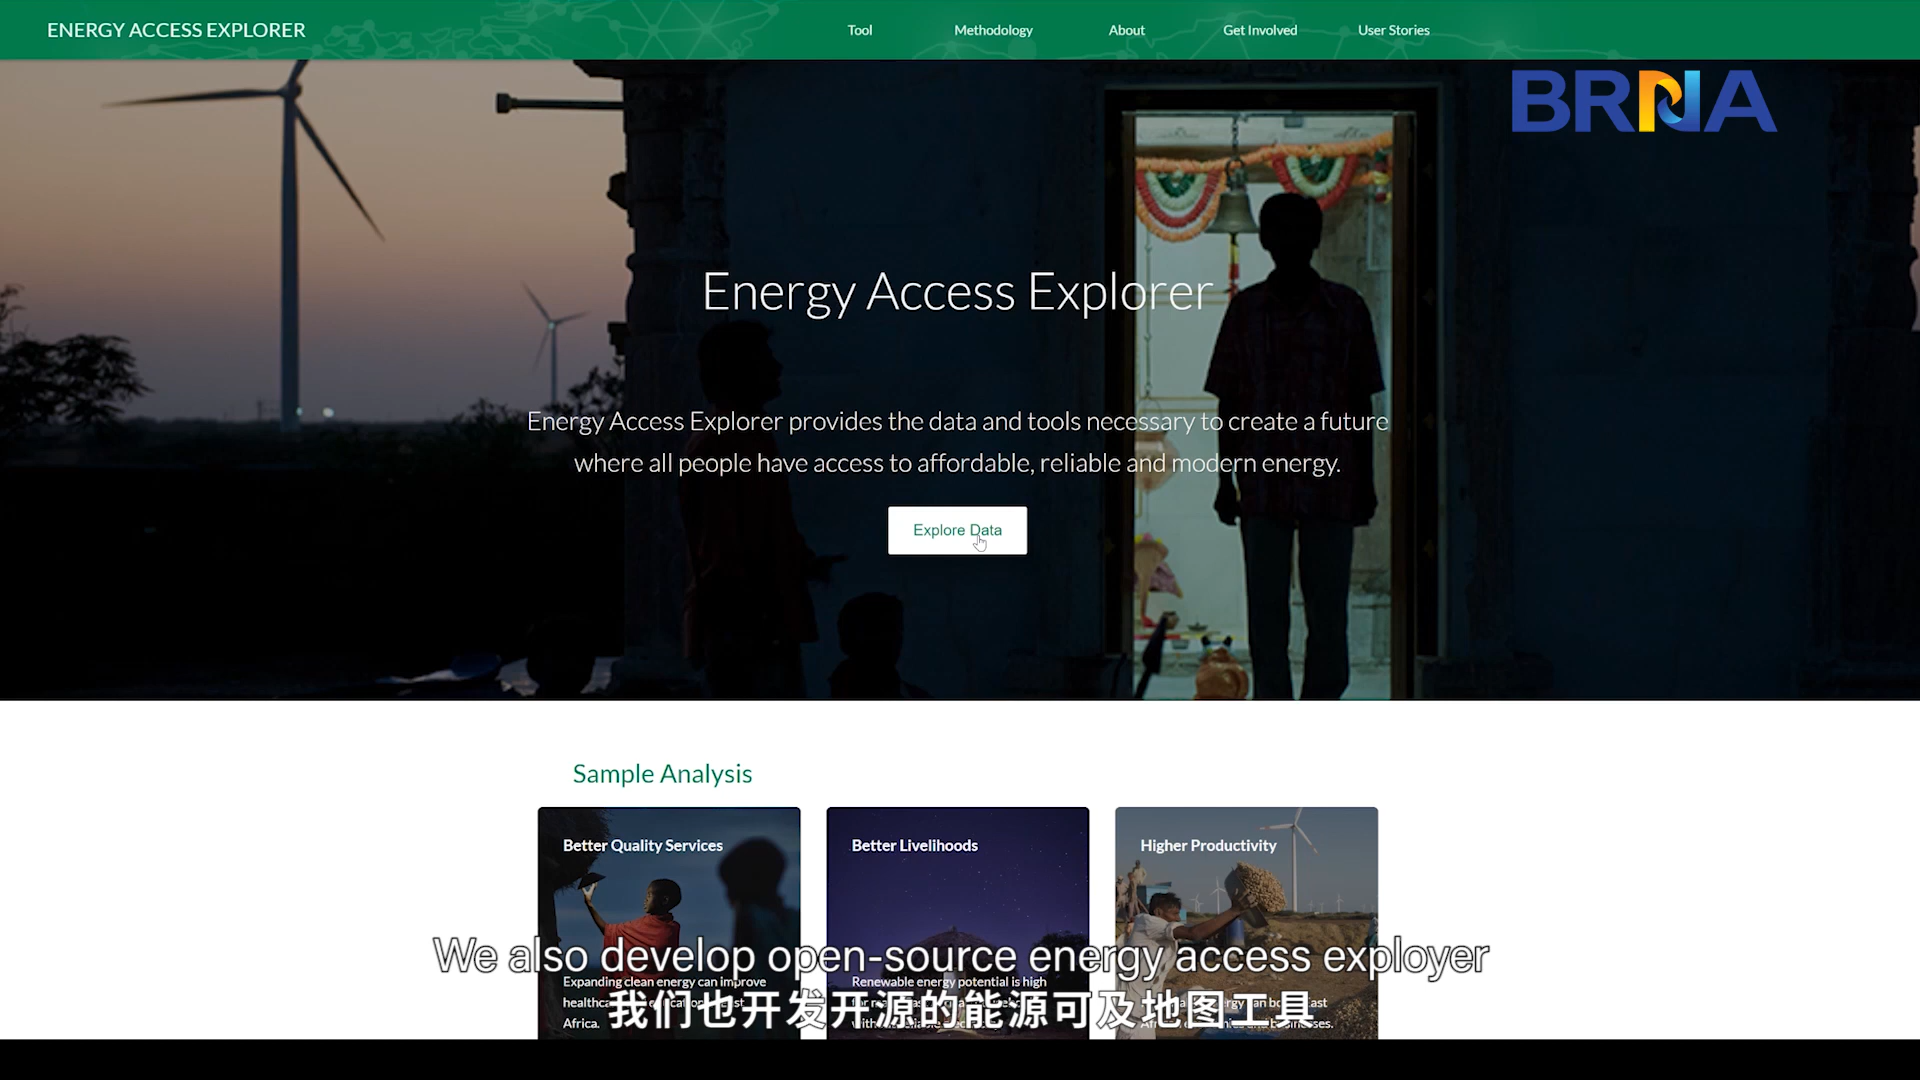 ENERGY ACCESS EXPLORER
Tool
Methodology
About
Get Involved
User Stories
BRNA
Energy Access Explorer
Energy Access Explorer provides the data and tools necessary to create a future
where all people have access to affordable, reliable and modern energy.
Explore Data
Sample Analysis
Better Quality Services
Better Livelihoods
Higher Productivity
Expanding clean energy can improve
Africa.
Renewable energy potential is high
We also develop open-source energy access exployer
我们也开发开源的能源可及地图工具